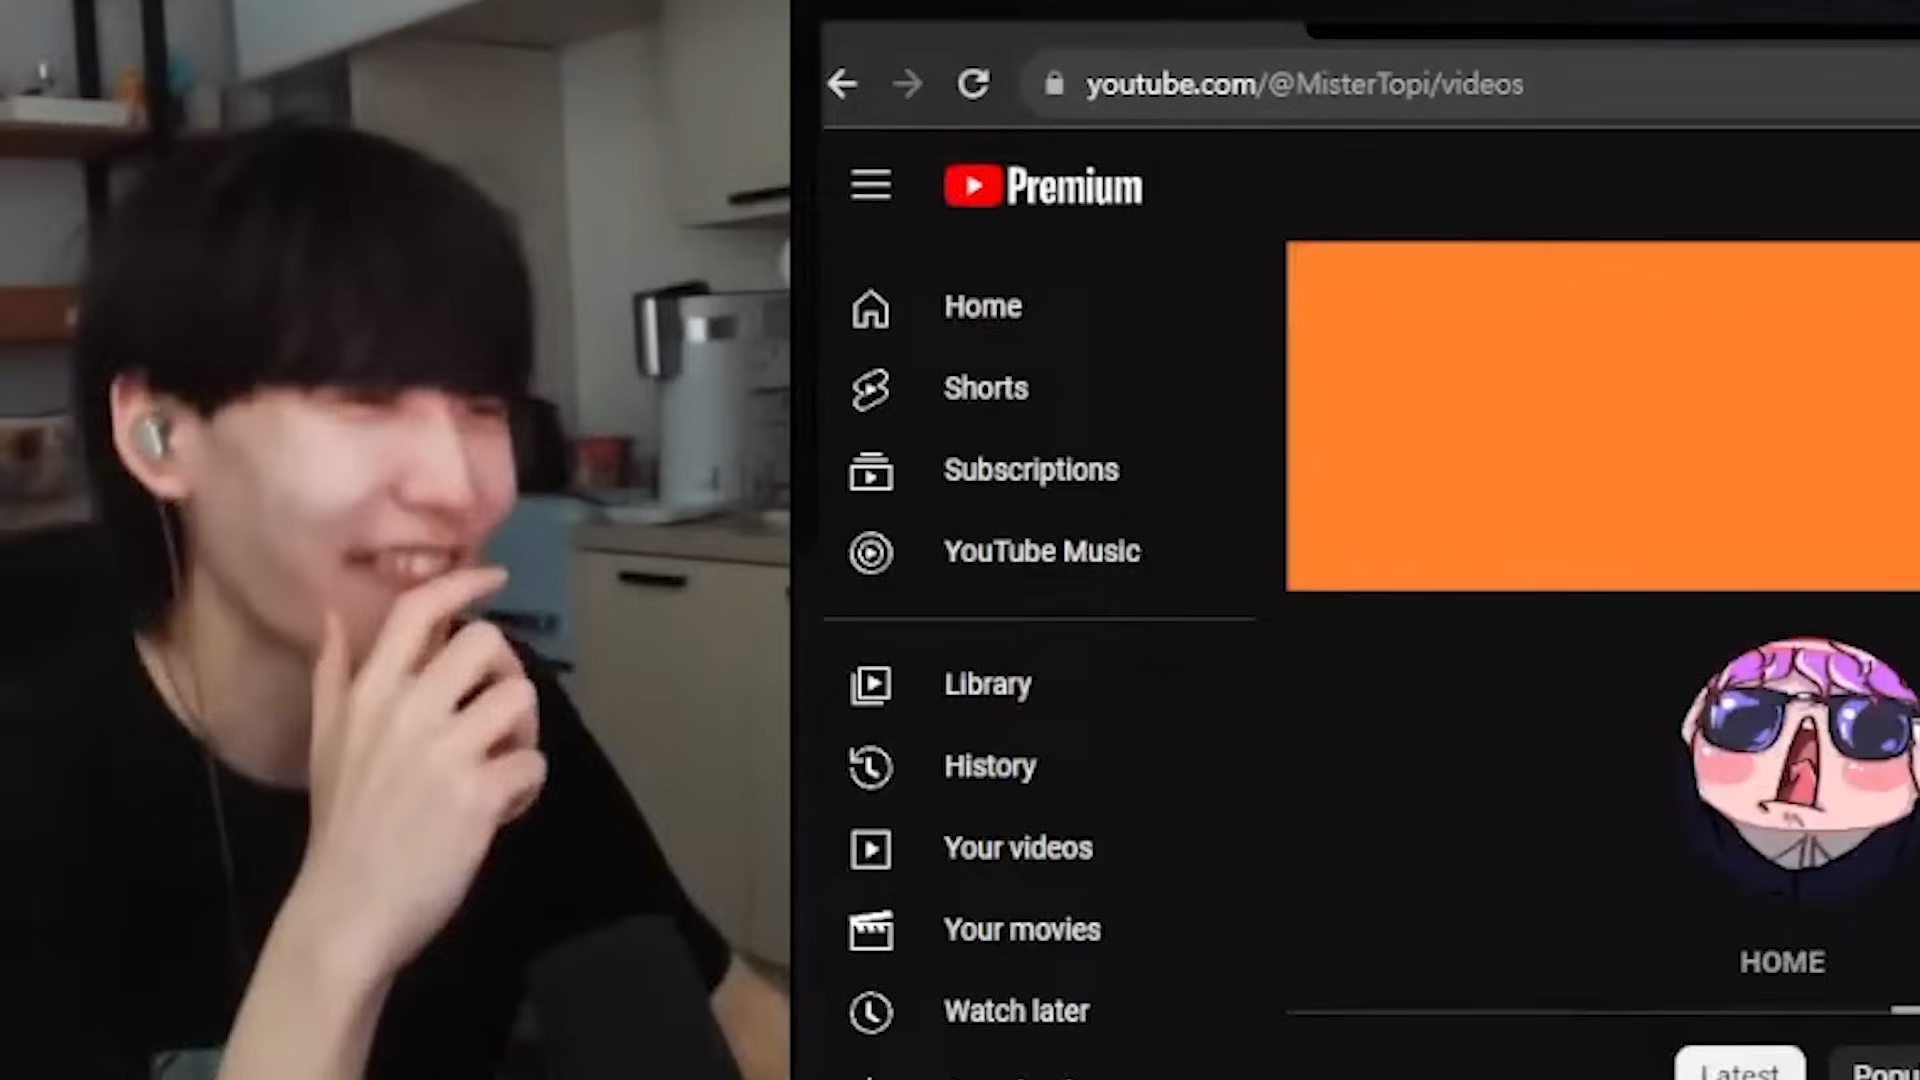 youtube.com/@MisterTopi/videos
Premium
Home
Shorts
Subscriptions
YouTube Music
Library
History
Your videos
Your movies
Watch later
HOME
Latest